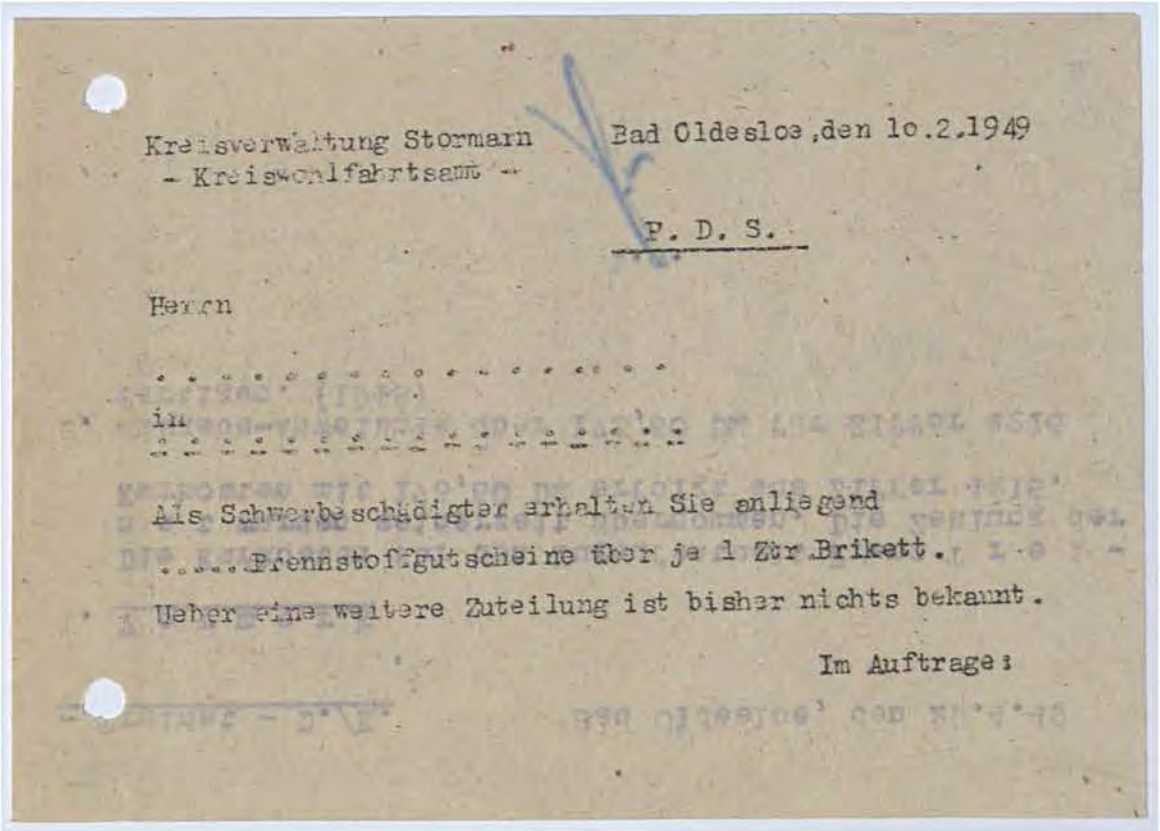 Kreisverwaltung Stormarn
- Kreiswohlfahrtsamt -
Bad Oldesloe,den 1o.2.1949
P. D. S.
Herrn
. . . . . . . . . . . . . . . . .
in
. . . . . . . . . . . . . . . . .
Als Schwerbeschädigter erhalten Sie anliegend
......Brennstoffgutscheine über je 1 Ztr.Brikett.
Ueber eine weitere Zuteilung ist bisher nichts bekannt.
Im Auftrage: